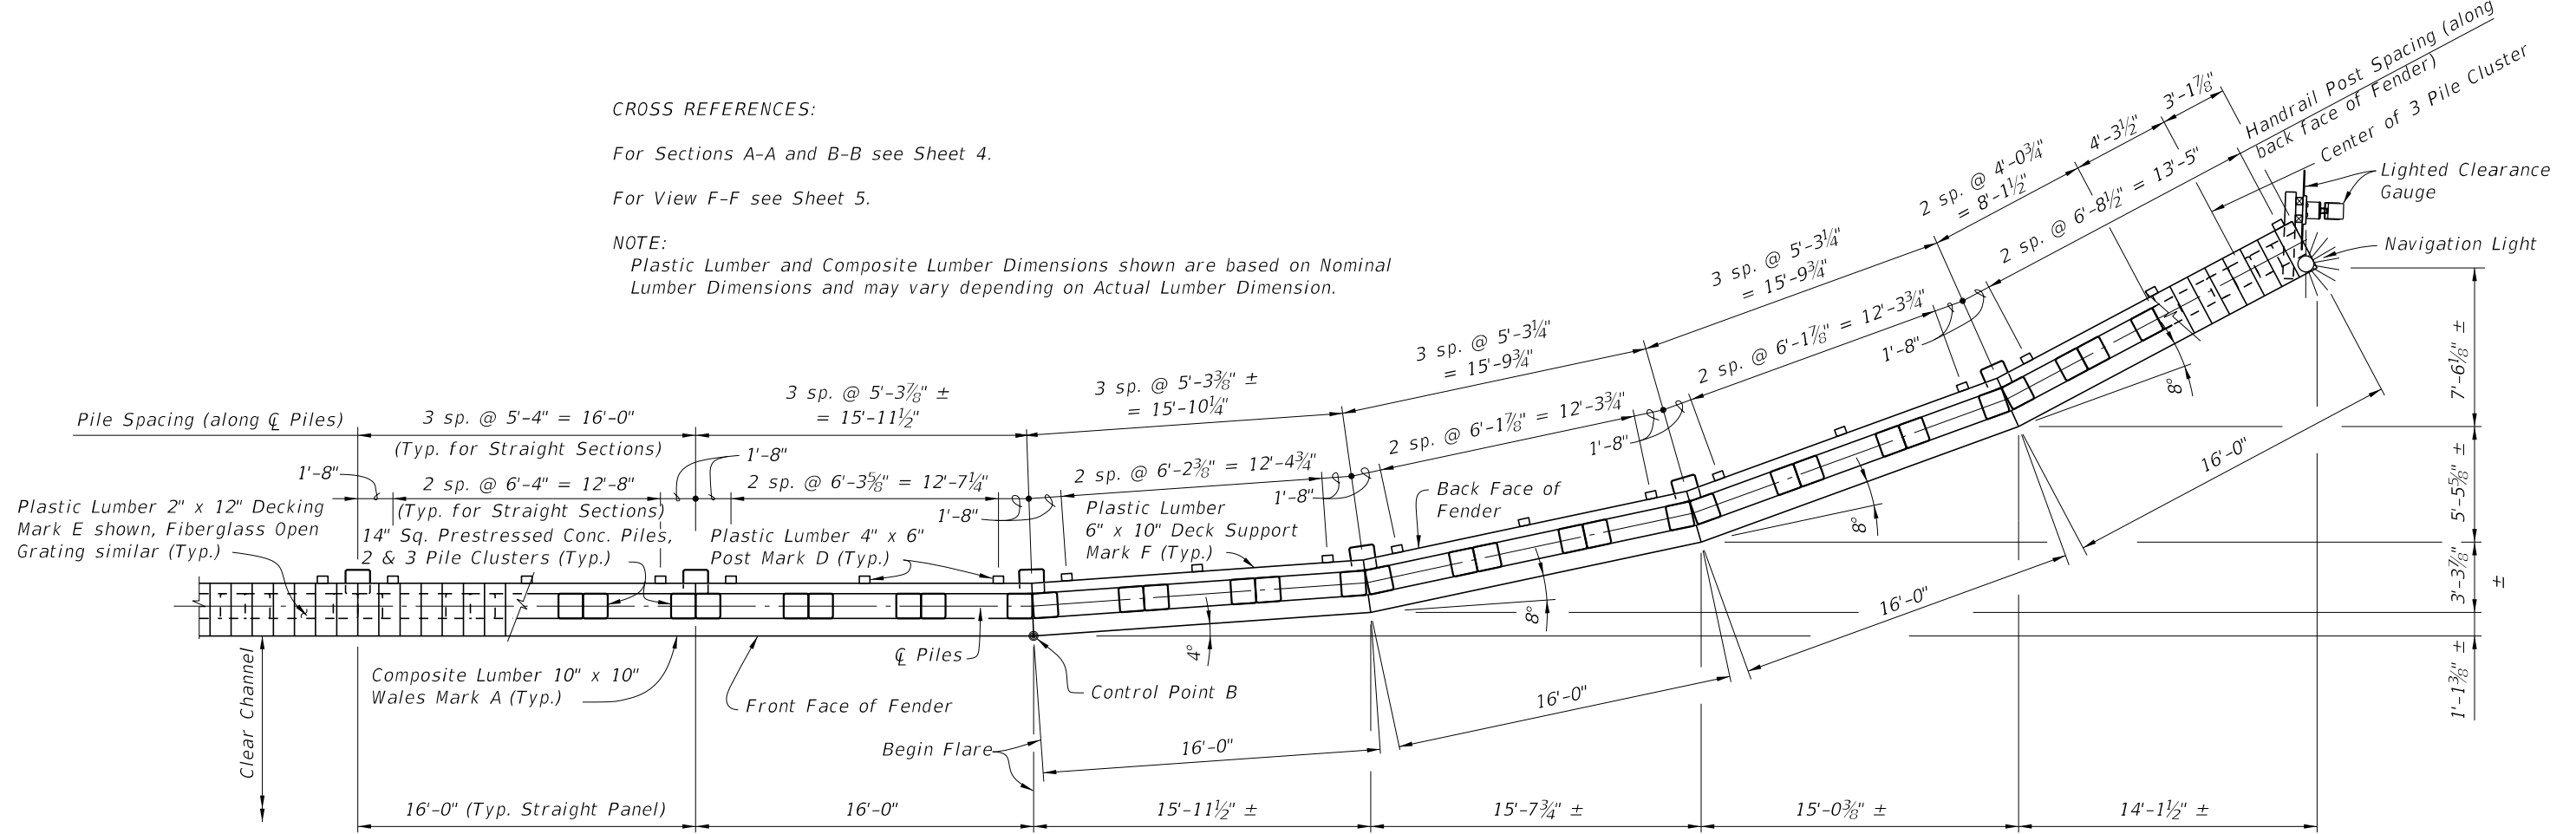 CROSS REFERENCES:
For Sections A–A and B–B see Sheet 4.
For View F–F see Sheet 5.
NOTE:
Plastic Lumber and Composite Lumber Dimensions shown are based on Nominal
Lumber Dimensions and may vary depending on Actual Lumber Dimension.
Handrail Post Spacing (along
back face of Fender)
Center of 3 Pile Cluster
Lighted Clearance
Gauge
Navigation Light
3'-1⅞"
4'-3½"
2 sp. @ 4'-0¾"
= 8'-1½"
2 sp. @ 6'-8½" = 13'-5"
3 sp. @ 5'-3¼"
= 15'-9¾"
2 sp. @ 6'-1⅞" = 12'-3¾"
1'-8"
3 sp. @ 5'-3¼"
= 15'-9¾"
2 sp. @ 6'-1⅞" = 12'-3¾"
1'-8"
3 sp. @ 5'-3⅜" ±
= 15'-10¼"
2 sp. @ 6'-2⅜" = 12'-4¾"
1'-8"
3 sp. @ 5'-3⅞" ±
= 15'-11½"
2 sp. @ 6'-3⅝" = 12'-7¼"
1'-8"
1'-8"
Pile Spacing (along ℄ Piles)
3 sp. @ 5'-4" = 16'-0"
(Typ. for Straight Sections)
1'-8"
2 sp. @ 6'-4" = 12'-8"
(Typ. for Straight Sections)
Plastic Lumber 2" x 12" Decking
Mark E shown, Fiberglass Open
Grating similar (Typ.)
14" Sq. Prestressed Conc. Piles,
2 & 3 Pile Clusters (Typ.)
Plastic Lumber 4" x 6"
Post Mark D (Typ.)
Plastic Lumber
6" x 10" Deck Support
Mark F (Typ.)
Back Face of
Fender
℄ Piles
Composite Lumber 10" x 10"
Wales Mark A (Typ.)
Front Face of Fender
Control Point B
Begin Flare
Clear Channel
4°
8°
8°
8°
16'-0"
16'-0"
16'-0"
16'-0"
7'-6⅛" ±
5'-5⅝" ±
3'-3⅞"
±
1'-1⅜" ±
16'-0" (Typ. Straight Panel)
16'-0"
15'-11½" ±
15'-7¾" ±
15'-0⅜" ±
14'-1½" ±